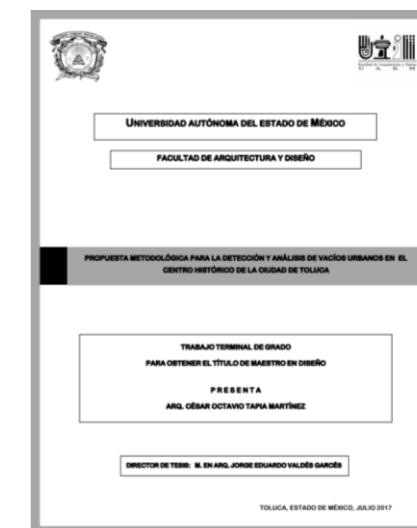 UNIVERSIDAD AUTÓNOMA DEL ESTADO DE MÉXICO
FACULTAD DE ARQUITECTURA Y DISEÑO
PROPUESTA METODOLÓGICA PARA LA DETECCIÓN Y ANÁLISIS DE VACÍOS URBANOS EN EL
CENTRO HISTÓRICO DE LA CIUDAD DE TOLUCA
TRABAJO TERMINAL DE GRADO
PARA OBTENER EL TÍTULO DE MAESTRO EN DISEÑO
PRESENTA
ARQ. CÉSAR OCTAVIO TAPIA MARTÍNEZ
DIRECTOR DE TESIS: M. EN ARQ. JORGE EDUARDO VALDÉS GARCÉS
TOLUCA, ESTADO DE MÉXICO, JULIO 2017